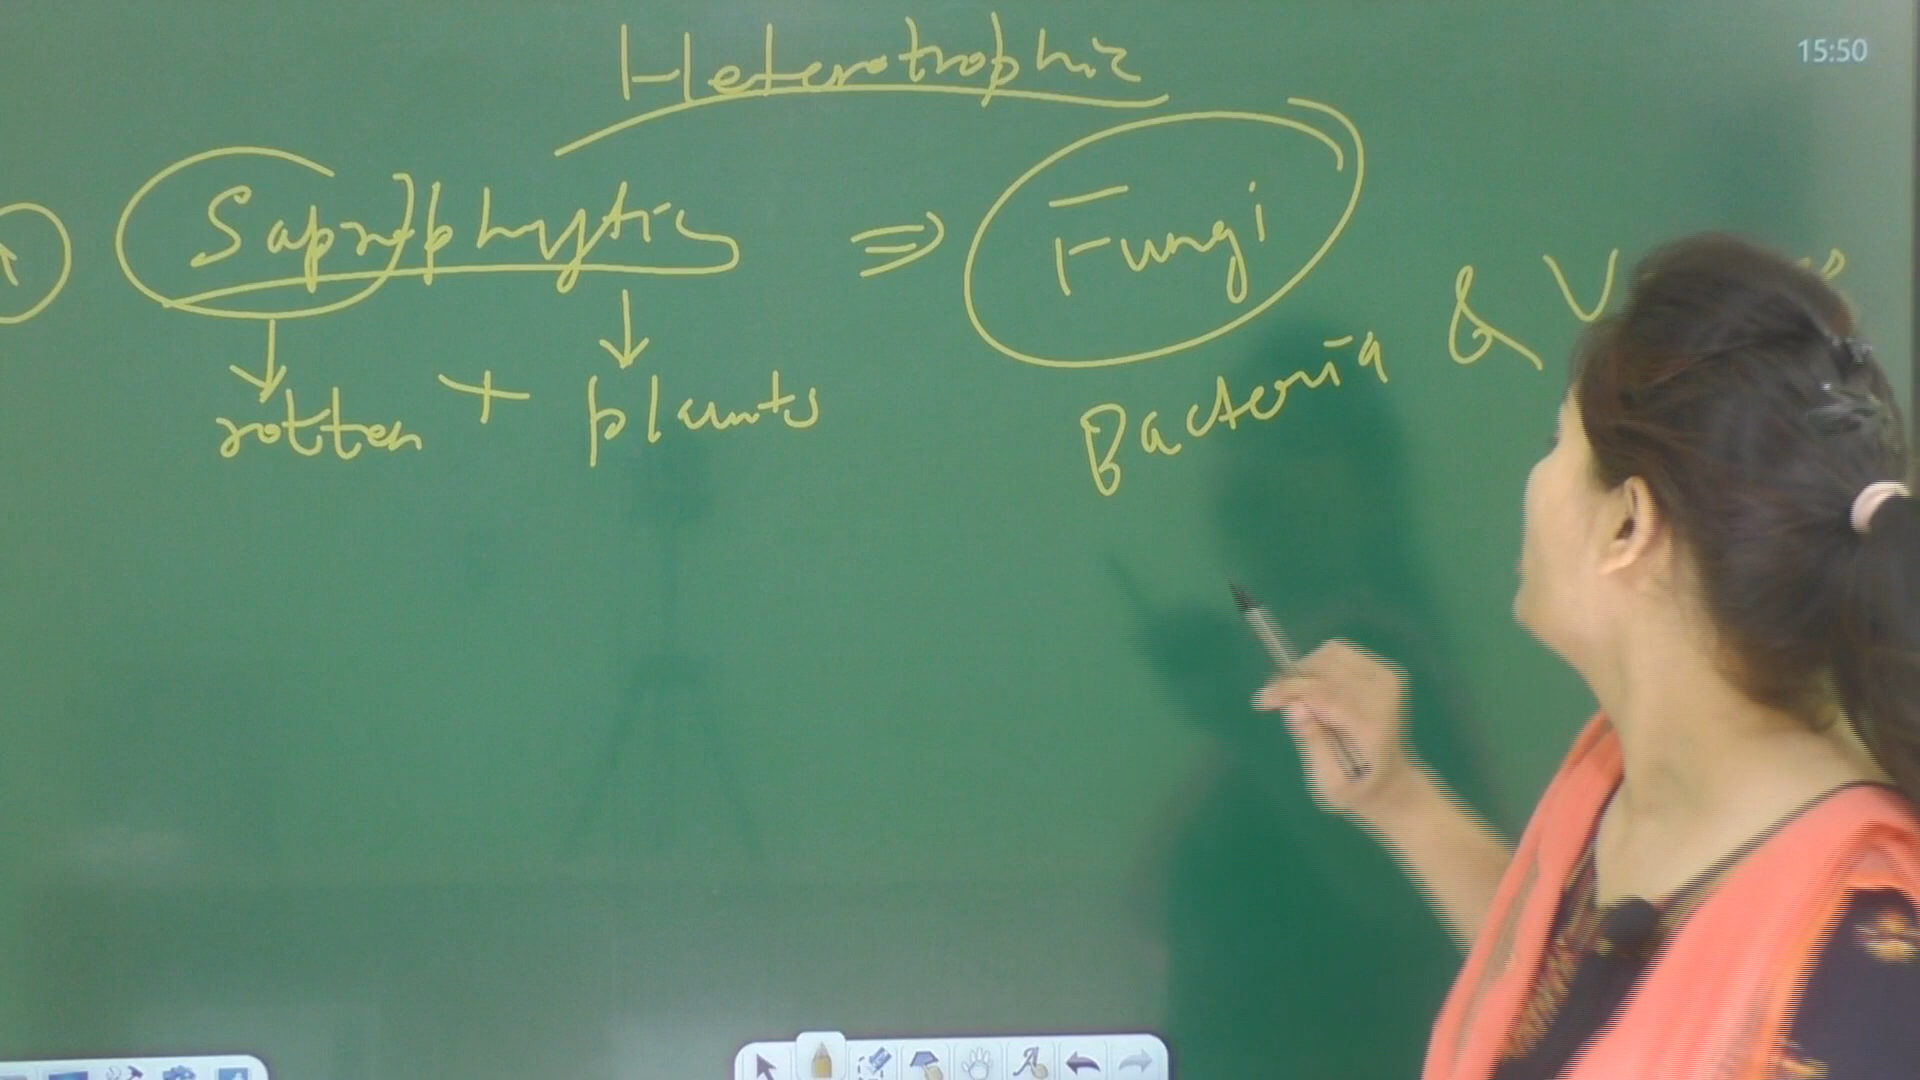 Heterotrophic
15:50
Saprophytic ⇒ Fungi
Bacteria &
rotten + plants